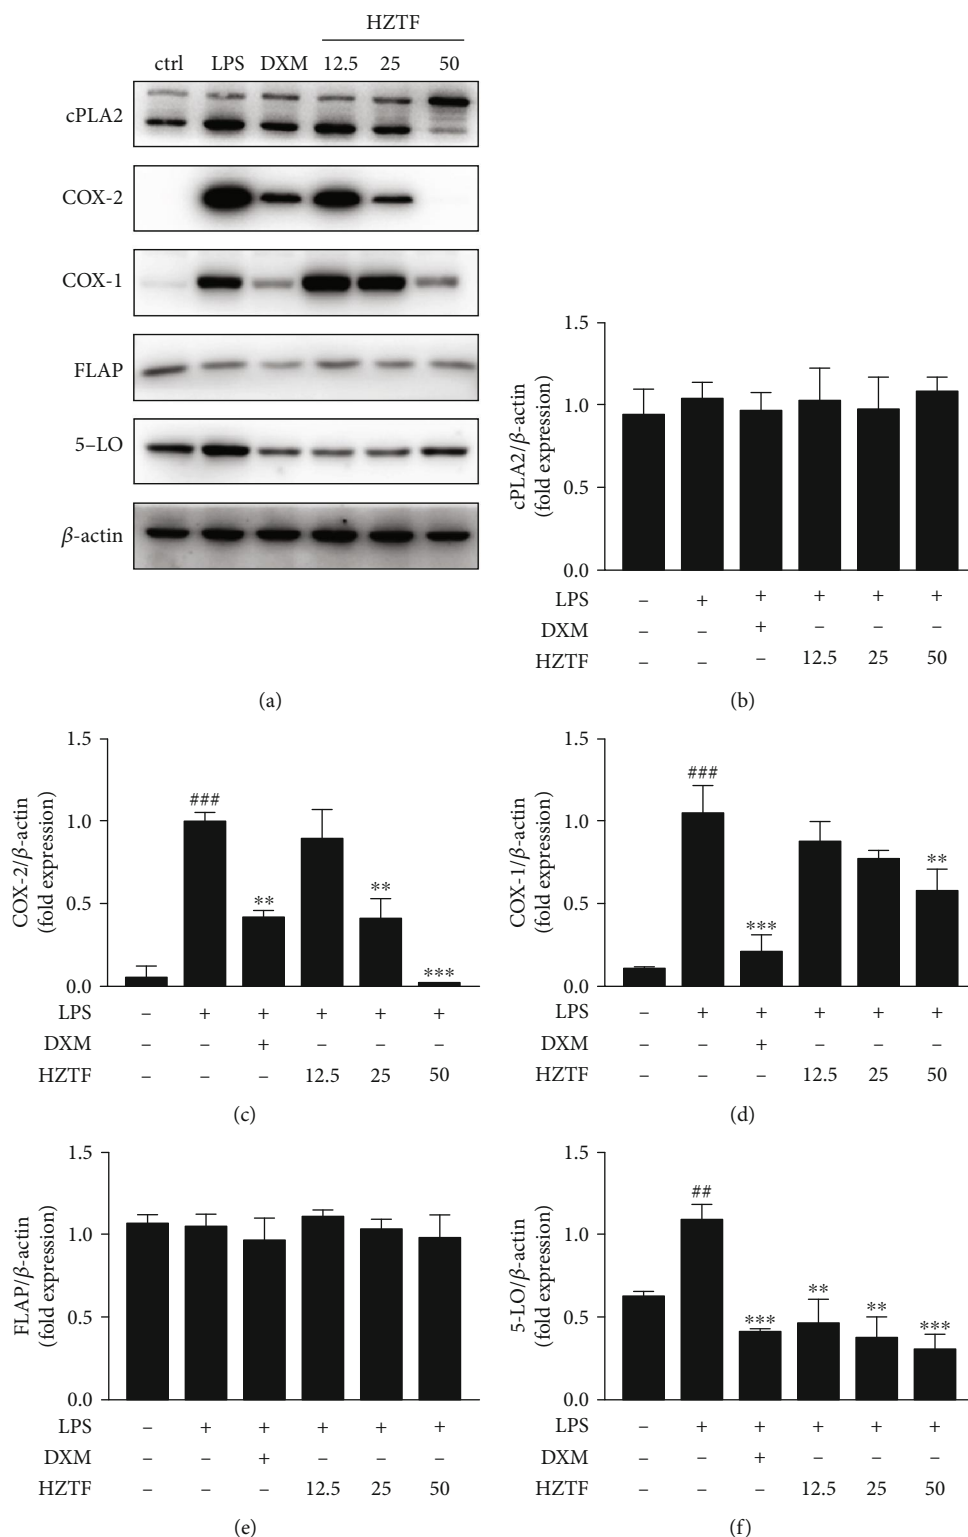 HZTF
ctrl LPS DXM 12.5 25 50
cPLA2
COX-2
COX-1
FLAP
5–LO
β-actin
(a)
cPLA2/β-actin
(fold expression)
1.5
1.0
0.5
0.0
LPS – + + + + +
DXM – – + – – –
HZTF – – – 12.5 25 50
(b)
COX-2/β-actin
(fold expression)
1.5
1.0
0.5
0.0
###
**
**
***
LPS – + + + + +
DXM – – + – – –
HZTF – – – 12.5 25 50
(c)
COX-1/β-actin
(fold expression)
1.5
1.0
0.5
0.0
###
***
**
LPS – + + + + +
DXM – – + – – –
HZTF – – – 12.5 25 50
(d)
FLAP/β-actin
(fold expression)
1.5
1.0
0.5
0.0
LPS – + + + + +
DXM – – + – – –
HZTF – – – 12.5 25 50
(e)
5-LO/β-actin
(fold expression)
1.5
1.0
0.5
0.0
##
***
**
**
***
LPS – + + + + +
DXM – – + – – –
HZTF – – – 12.5 25 50
(f)